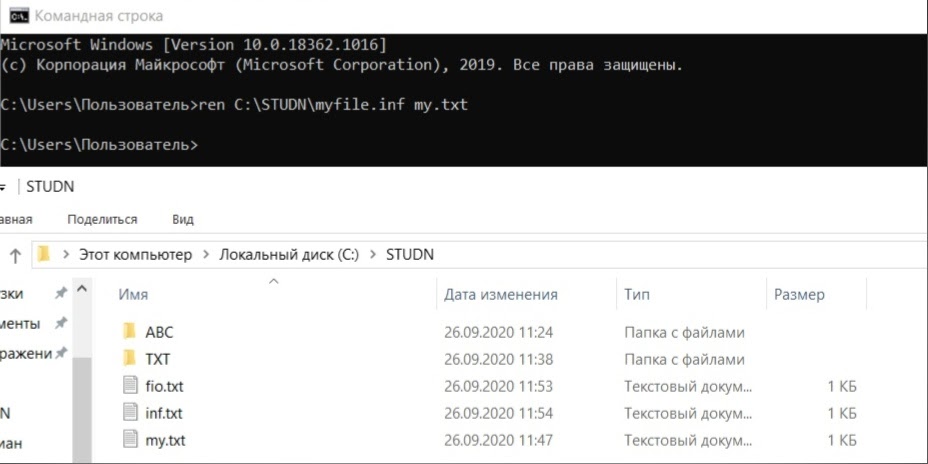 Командная строка
Microsoft Windows [Version 10.0.18362.1016]
(c) Корпорация Майкрософт (Microsoft Corporation), 2019. Все права защищены.
C:\Users\Пользователь>ren C:\STUDN\myfile.inf my.txt
C:\Users\Пользователь>
STUDN
авная Поделиться Вид
Этот компьютер > Локальный диск (C:) > STUDN
зки Имя Дата изменения Тип Размер
менты ABC 26.09.2020 11:24 Папка с файлами
ражени TXT 26.09.2020 11:38 Папка с файлами
fio.txt 26.09.2020 11:53 Текстовый докум... 1 КБ
N inf.txt 26.09.2020 11:54 Текстовый докум... 1 КБ
иан my.txt 26.09.2020 11:47 Текстовый докум... 1 КБ